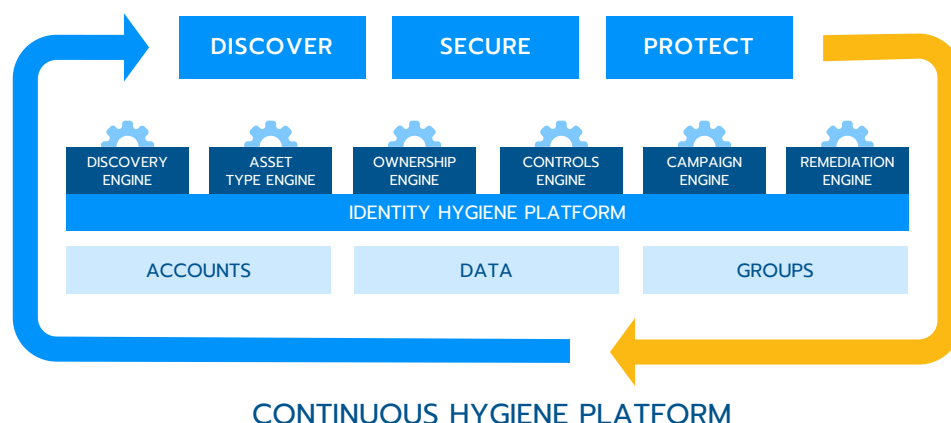 DISCOVER
SECURE
PROTECT
DISCOVERY
ENGINE
ASSET
TYPE ENGINE
OWNERSHIP
ENGINE
CONTROLS
ENGINE
CAMPAIGN
ENGINE
REMEDIATION
ENGINE
IDENTITY HYGIENE PLATFORM
ACCOUNTS
DATA
GROUPS
CONTINUOUS HYGIENE PLATFORM